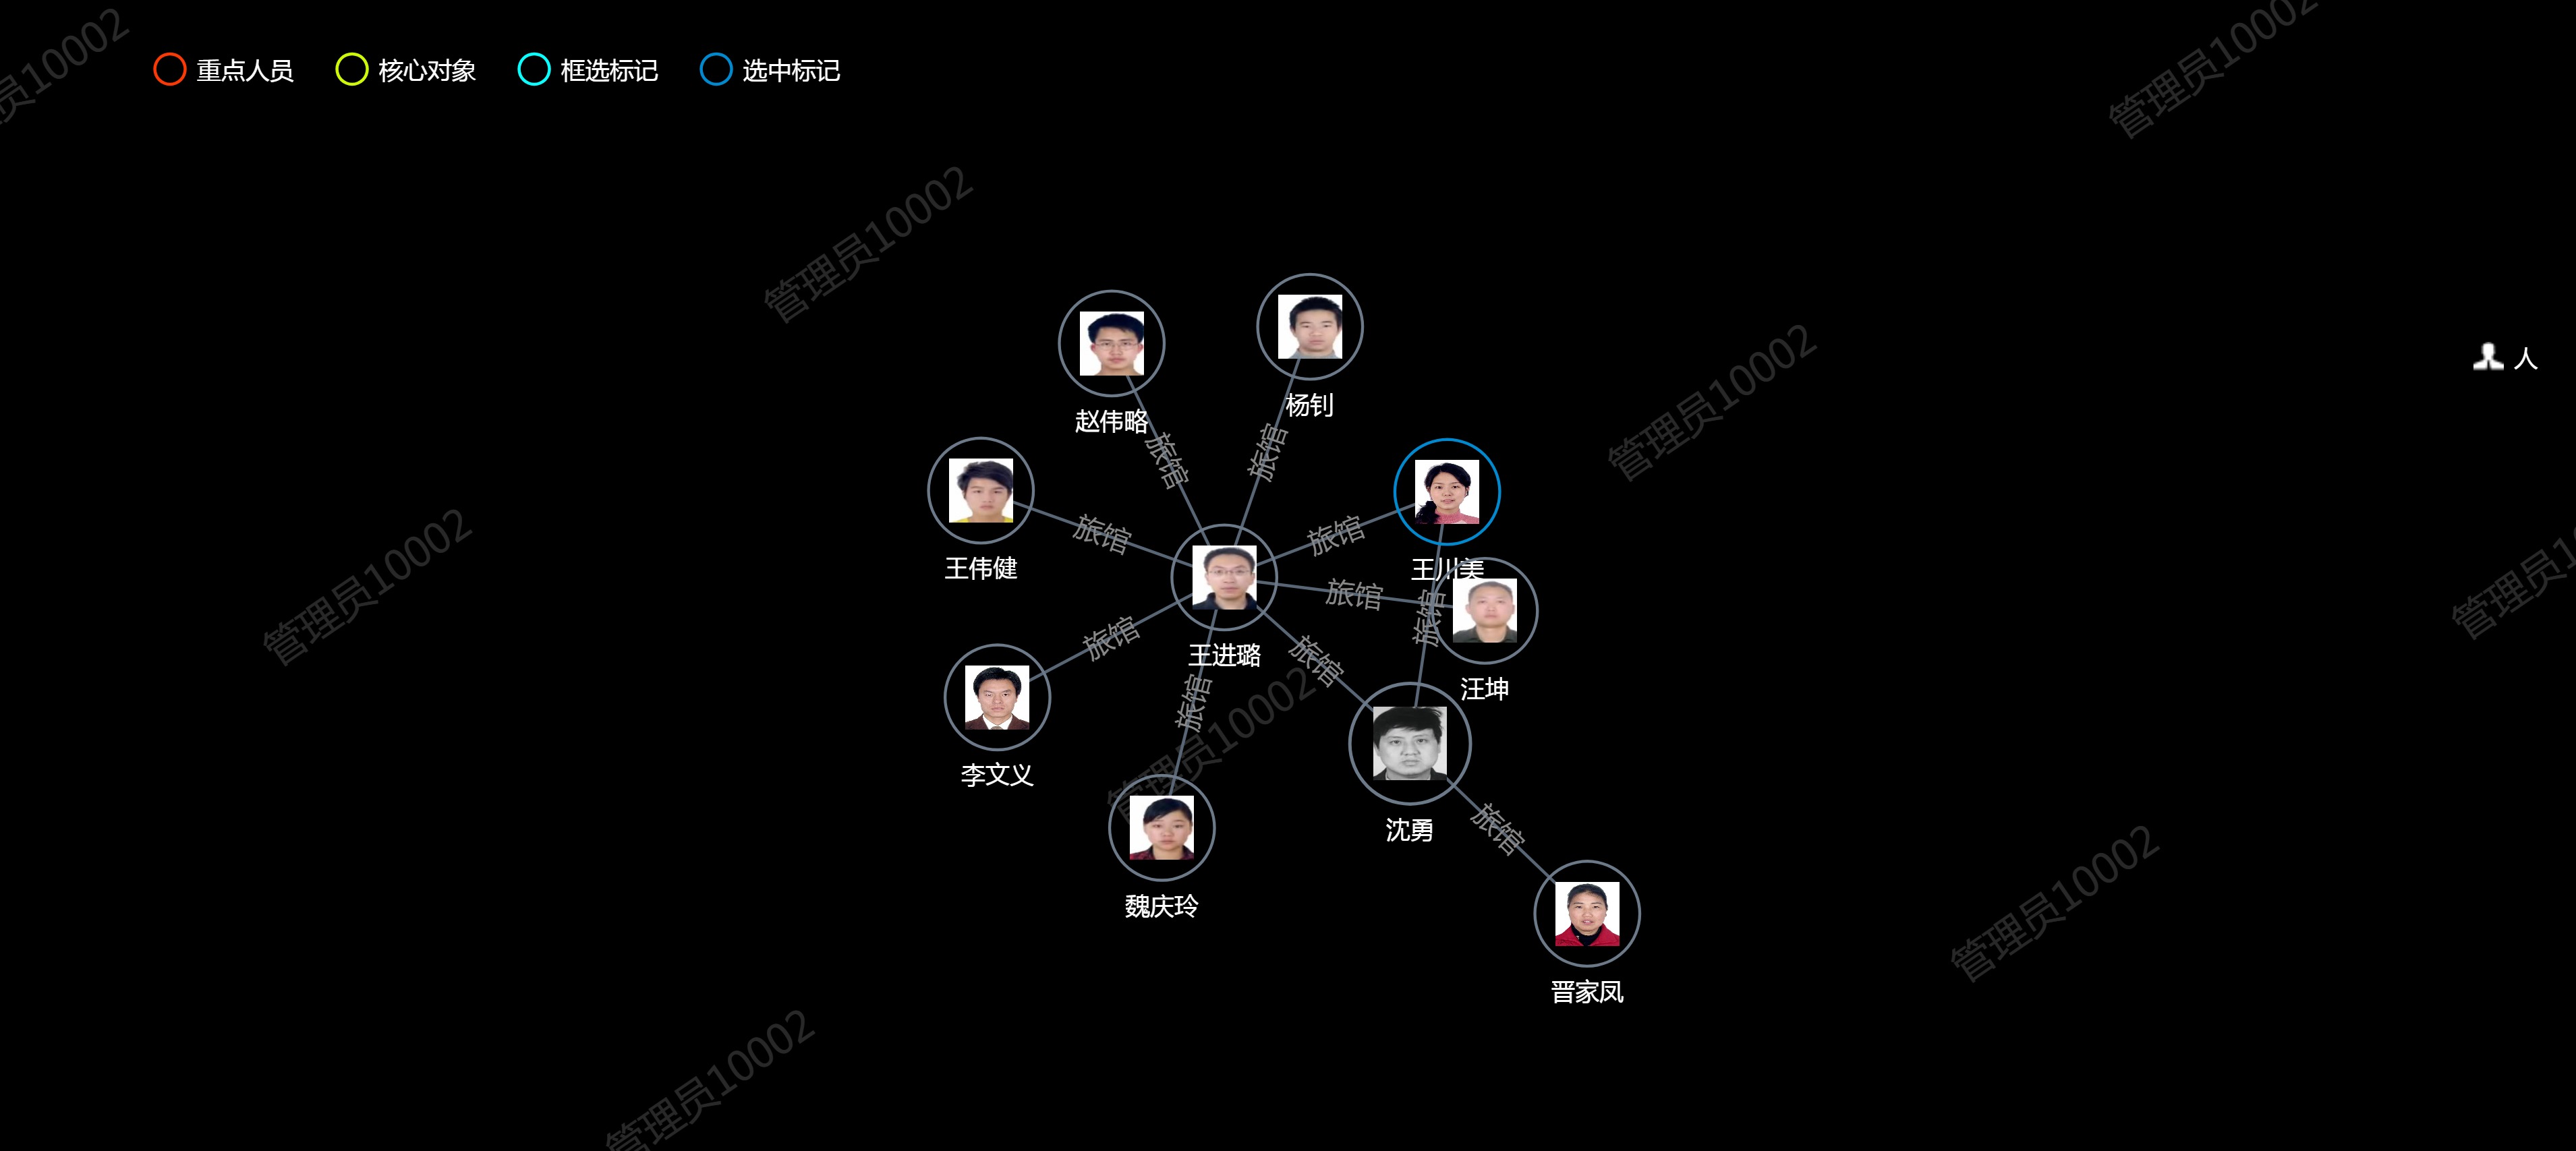 重点人员 核心对象 框选标记 选中标记
管理员10002
管理员10002
管理员10002
管理员10002
人
杨钊
赵伟略
旅馆
旅馆
旅馆
旅馆
王伟健
王川美
管理员10002
管理员10002
旅馆
旅馆
旅馆
旅馆
王进璐
汪坤
旅馆
李文义
管理员10002
沈勇
旅馆
魏庆玲
管理员10002
晋家凤
管理员10002